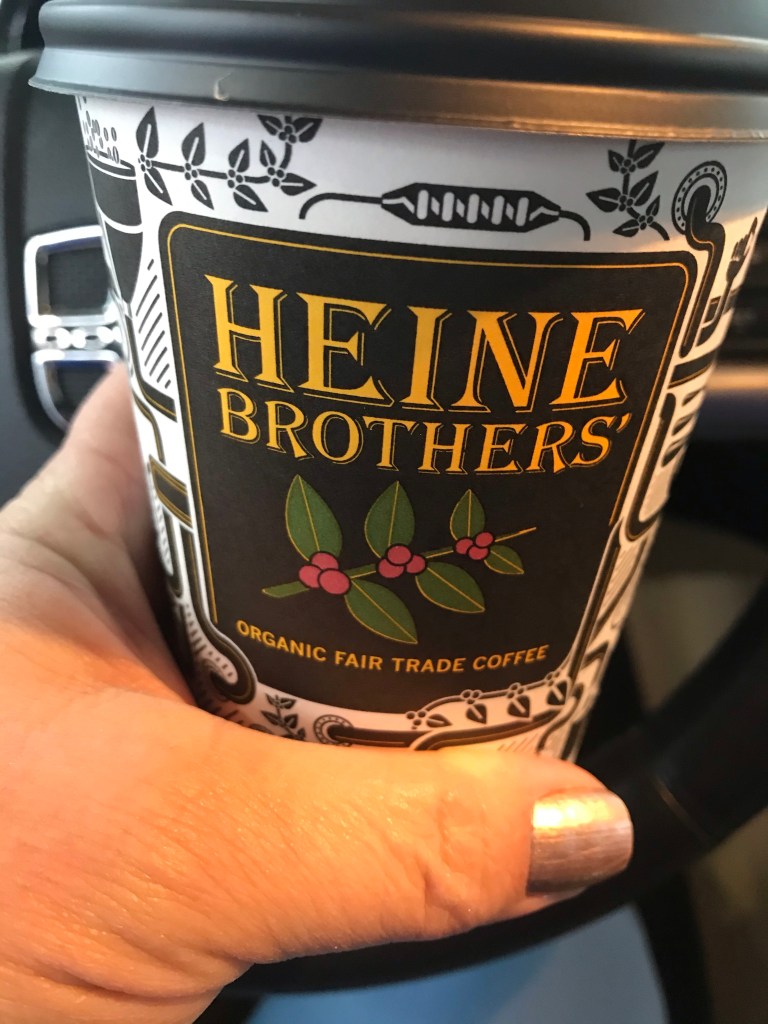 HEINE
BROTHERS'
ORGANIC FAIR TRADE COFFEE